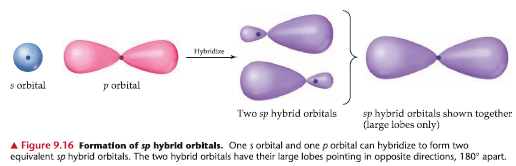 Hybridize
s orbital
p orbital
Two sp hybrid orbitals
sp hybrid orbitals shown together
(large lobes only)
▲ Figure 9.16 Formation of sp hybrid orbitals. One s orbital and one p orbital can hybridize to form two
equivalent sp hybrid orbitals. The two hybrid orbitals have their large lobes pointing in opposite directions, 180° apart.